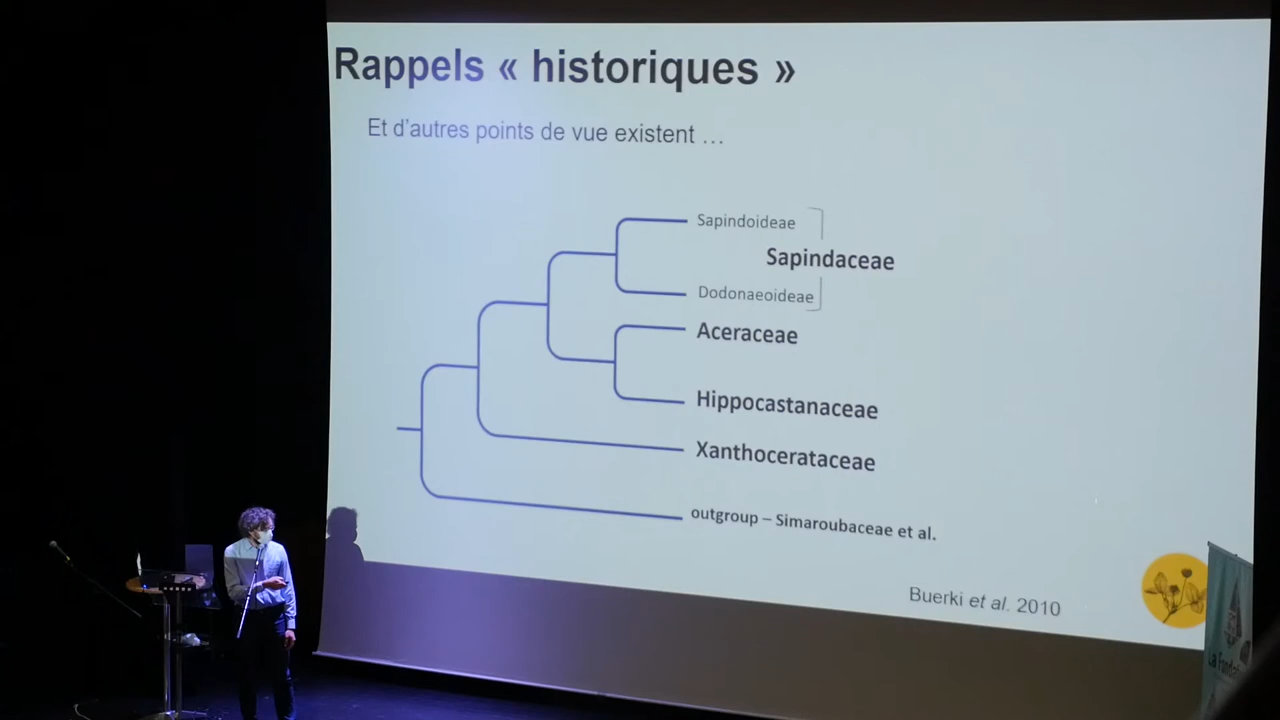 Rappels « historiques »
Et d'autres points de vue existent …
Sapindoideae
Sapindaceae
Dodonaeoideae
Aceraceae
Hippocastanaceae
Xanthocerataceae
outgroup – Simaroubaceae et al.
Buerki et al. 2010
La